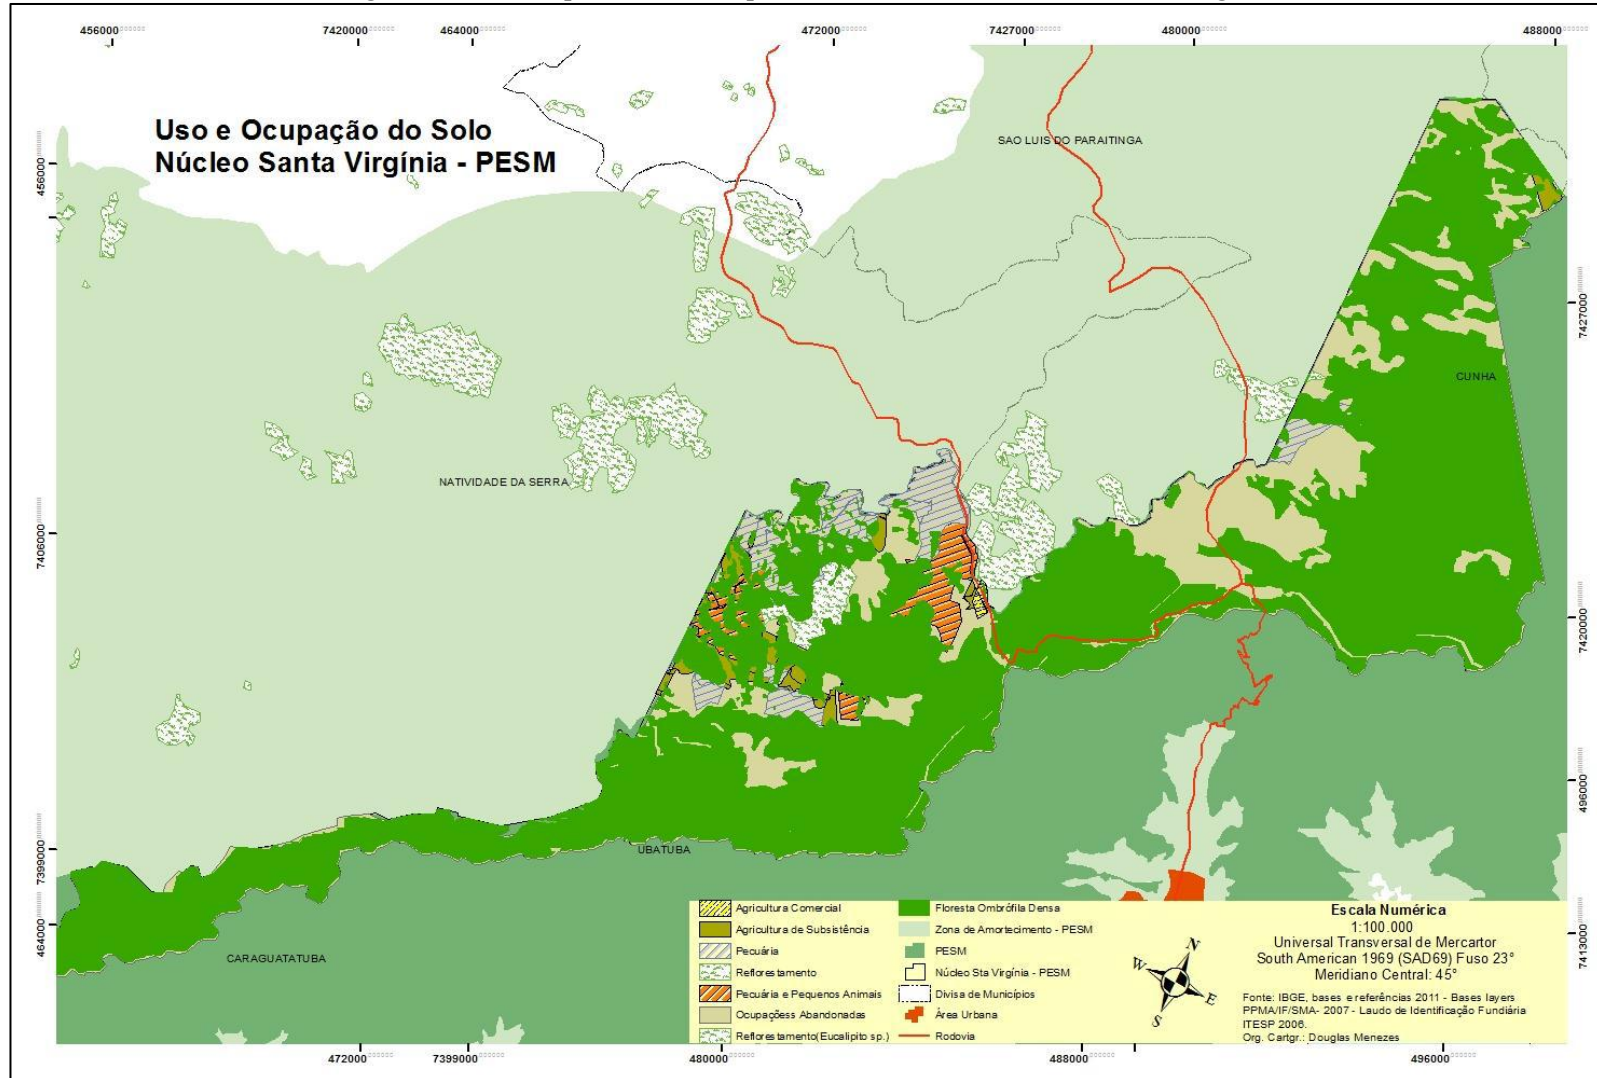 456000 7420000 464000 472000 7427000 480000 488000
Uso e Ocupação do Solo
Núcleo Santa Virgínia - PESM
SAO LUIS DO PARAITINGA
456000
7427000
CUNHA
NATIVIDADE DA SERRA
7406000
7420000
496000
UBATUBA
7399000
464000
7413000
CARAGUATATUBA
Agricultura Comercial
Agricultura de Subsistência
Pecuária
Reflorestamento
Pecuária e Pequenos Animais
Ocupaçõess Abandonadas
Reflorestamento(Eucalipito sp.)
Floresta Ombrófila Densa
Zona de Amortecimento - PESM
PESM
Núcleo Sta Virgínia - PESM
Divisa de Municípios
Área Urbana
Rodovia
N
W
E
S
Escala Numérica
1:100.000
Universal Transversal de Mercartor
South American 1969 (SAD69) Fuso 23°
Meridiano Central: 45°
Fonte: IBGE, bases e referências 2011 - Bases layers
PPMA/IF/SMA- 2007 - Laudo de Identificação Fundiária
ITESP 2006.
Org. Cartgr.: Douglas Menezes
472000 7399000 480000 488000 496000